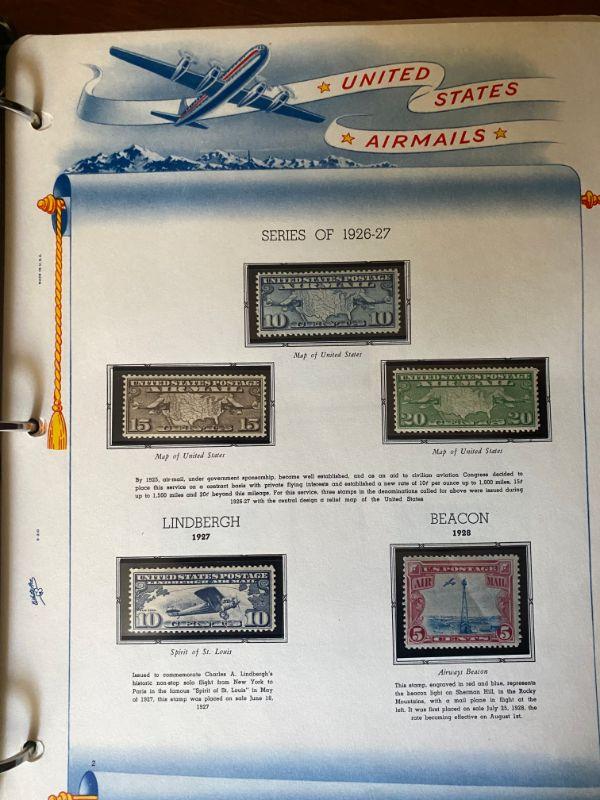 UNITED
STATES
AIRMAILS
MADE IN U.S.A.
SERIES OF 1926-27
UNITED STATES POSTAGE
AIR MAIL
10 CENTS 10
Map of United States
UNITED STATES POSTAGE
AIR MAIL
15 CENTS 15
Map of United States
UNITED STATES POSTAGE
AIR MAIL
20 CENTS 20
Map of United States
By 1925, air-mail, under government sponsorship, became well established, and as an aid to civilian aviation Congress decided to
place this service on a contract basis with private flying interests and established a new rate of 10¢ per ounce up to 1,000 miles, 15¢
up to 1,500 miles and 20¢ beyond this mileage. For this service, three stamps in the denominations called for above were issued during
1926-27 with the central design a relief map of the United States
LINDBERGH
1927
UNITED STATES POSTAGE
LINDBERGH AIR MAIL
10 CENTS 10
Spirit of St. Louis
Issued to commemorate Charles A. Lindbergh's
historic non-stop solo flight from New York to
Paris in the famous "Spirit of St. Louis" in May
of 1927, this stamp was placed on sale June 18,
1927
BEACON
1928
U.S. POSTAGE
AIR MAIL
5 CENTS 5
Airways Beacon
This stamp, engraved in red and blue, represents
the beacon light on Sherman Hill, in the Rocky
Mountains, with a mail plane in flight at the
left. It was first placed on sale July 25, 1928, the
rate becoming effective on August 1st.
2